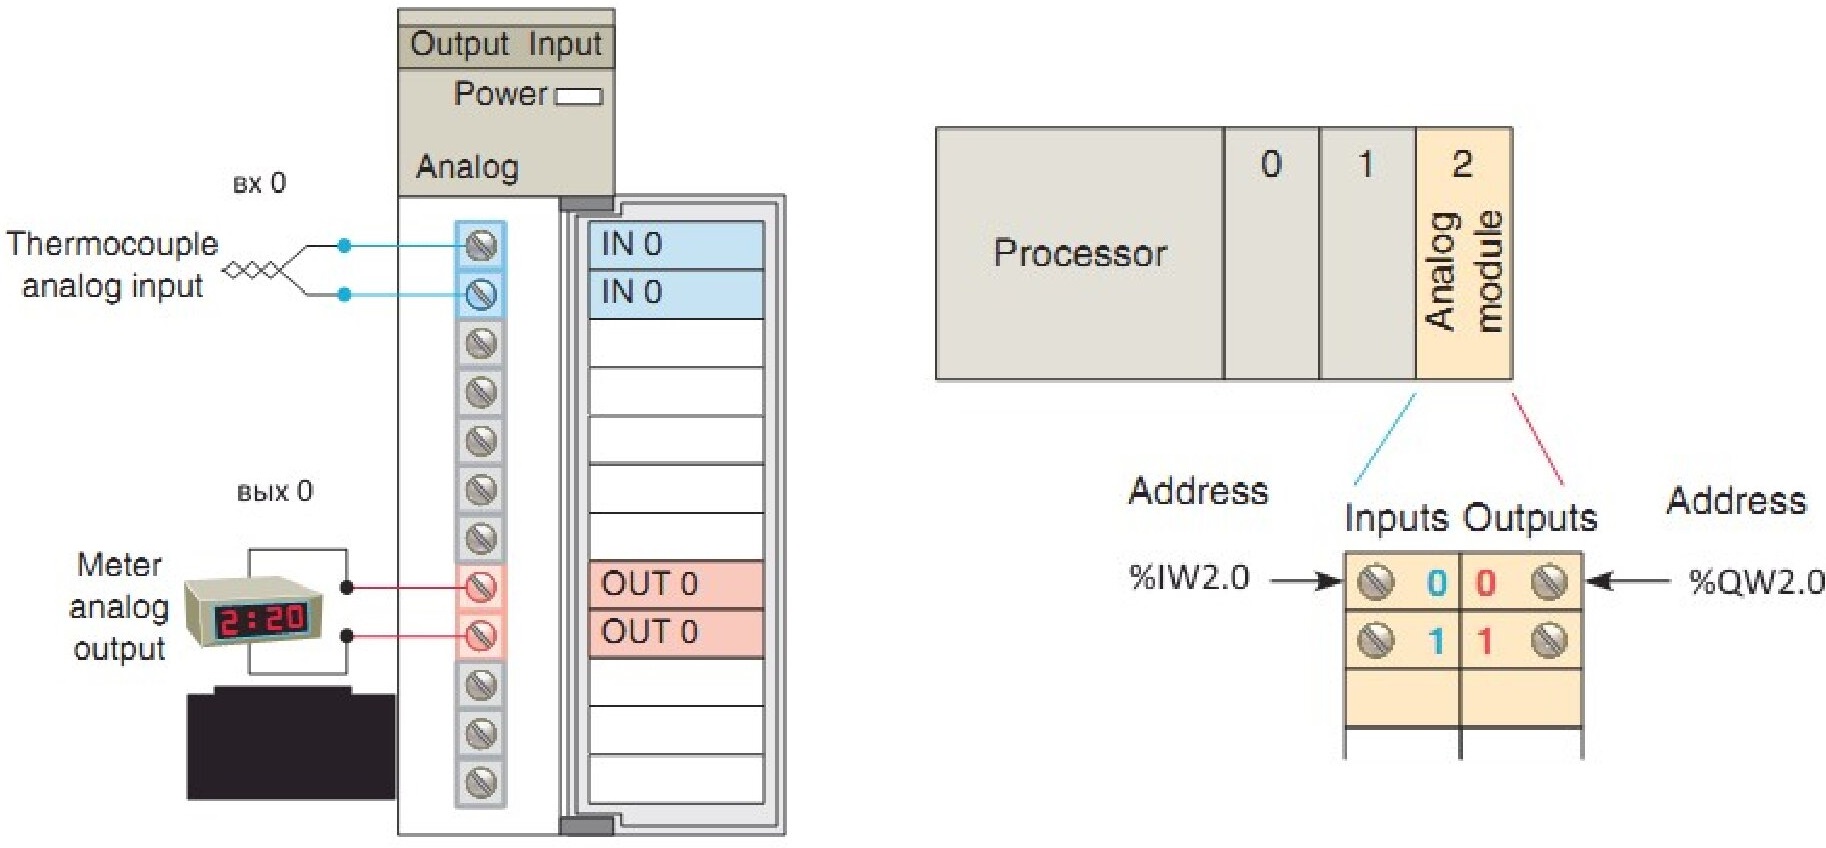 Output Input
Power
Analog
вх 0
Thermocouple
analog input
IN 0
IN 0
вых 0
Meter
analog
output
2:20
OUT 0
OUT 0
Processor
0
1
2
Analog
module
Address
Inputs Outputs
Address
%IW2.0
0 0
%QW2.0
1 1